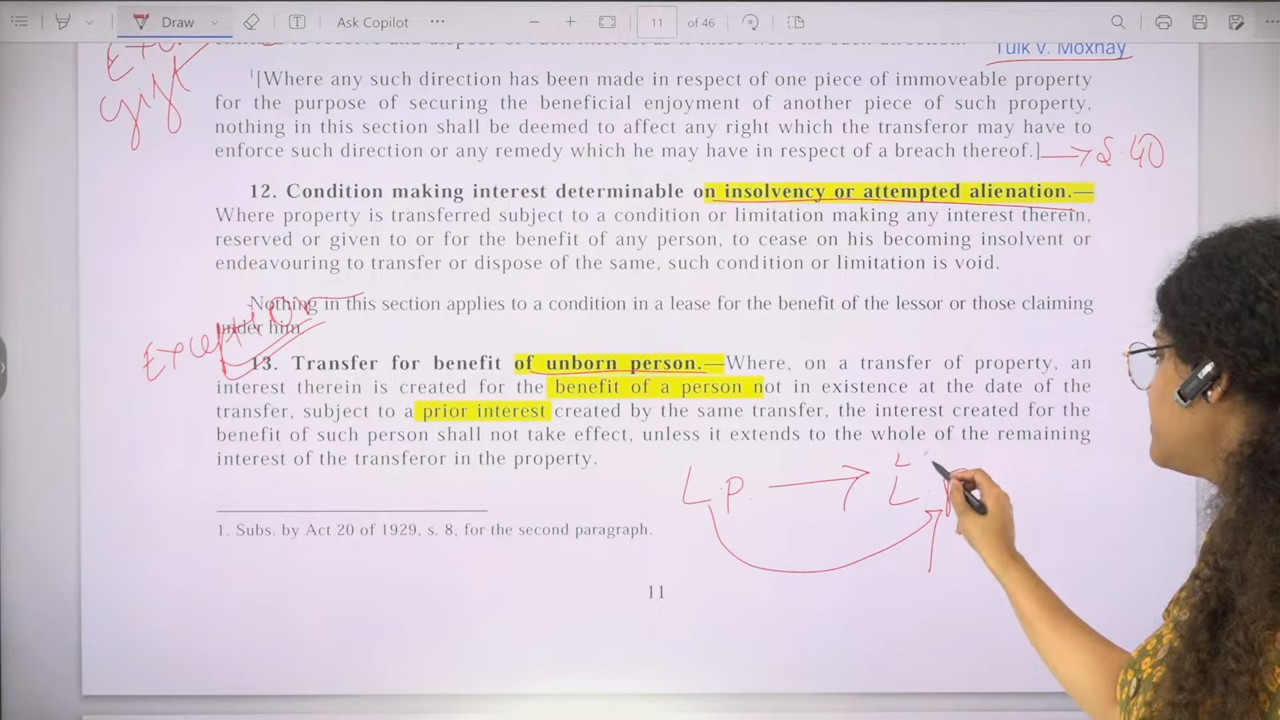 Draw
Ask Copilot
11 of 46
Tulk v. Moxhay
Gift
¹[Where any such direction has been made in respect of one piece of immoveable property
for the purpose of securing the beneficial enjoyment of another piece of such property,
nothing in this section shall be deemed to affect any right which the transferor may have to
enforce such direction or any remedy which he may have in respect of a breach thereof.] → S. 40
12. Condition making interest determinable on insolvency or attempted alienation.—
Where property is transferred subject to a condition or limitation making any interest therein,
reserved or given to or for the benefit of any person, to cease on his becoming insolvent or
endeavouring to transfer or dispose of the same, such condition or limitation is void.
Nothing in this section applies to a condition in a lease for the benefit of the lessor or those claiming
under him.
Exception
13. Transfer for benefit of unborn person.—Where, on a transfer of property, an
interest therein is created for the benefit of a person not in existence at the date of the
transfer, subject to a prior interest created by the same transfer, the interest created for the
benefit of such person shall not take effect, unless it extends to the whole of the remaining
interest of the transferor in the property.
L.p. → L.p
1. Subs. by Act 20 of 1929, s. 8, for the second paragraph.
11